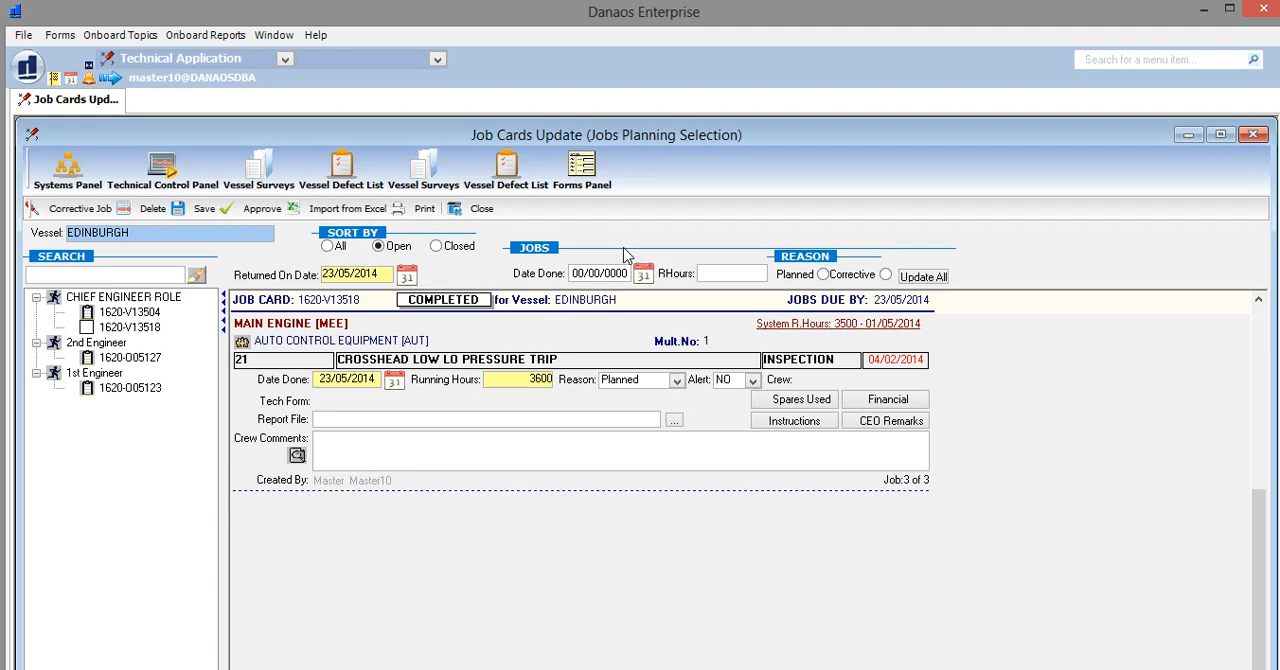 Danaos Enterprise
File Forms Onboard Topics Onboard Reports Window Help
Technical Application
Search for a menu item...
master10@DANAOSDBA
Job Cards Upd...
Job Cards Update (Jobs Planning Selection)
Systems Panel Technical Control Panel Vessel Surveys Vessel Defect List Vessel Surveys Vessel Defect List Forms Panel
Corrective Job Delete Save Approve Import from Excel Print Close
Vessel: EDINBURGH
SORT BY
All Open Closed
JOBS
SEARCH
REASON
Returned On Date: 23/05/2014 31
Date Done: 00/00/0000 31 RHours:
Planned Corrective Update All
CHIEF ENGINEER ROLE
1620-V13504
1620-V13518
2nd Engineer
1620-O05127
1st Engineer
1620-O05123
JOB CARD: 1620-V13518 COMPLETED for Vessel: EDINBURGH JOBS DUE BY: 23/05/2014
MAIN ENGINE [MEE] System R.Hours: 3500 - 01/05/2014
AUTO CONTROL EQUIPMENT [AUT] Mult.No: 1
21 CROSSHEAD LOW LO PRESSURE TRIP INSPECTION 04/02/2014
Date Done: 23/05/2014 31 Running Hours: 3600 Reason: Planned Alert: NO Crew:
Tech Form: Spares Used Financial
Report File: ... Instructions CEO Remarks
Crew Comments:
Created By: Master Master10 Job:3 of 3